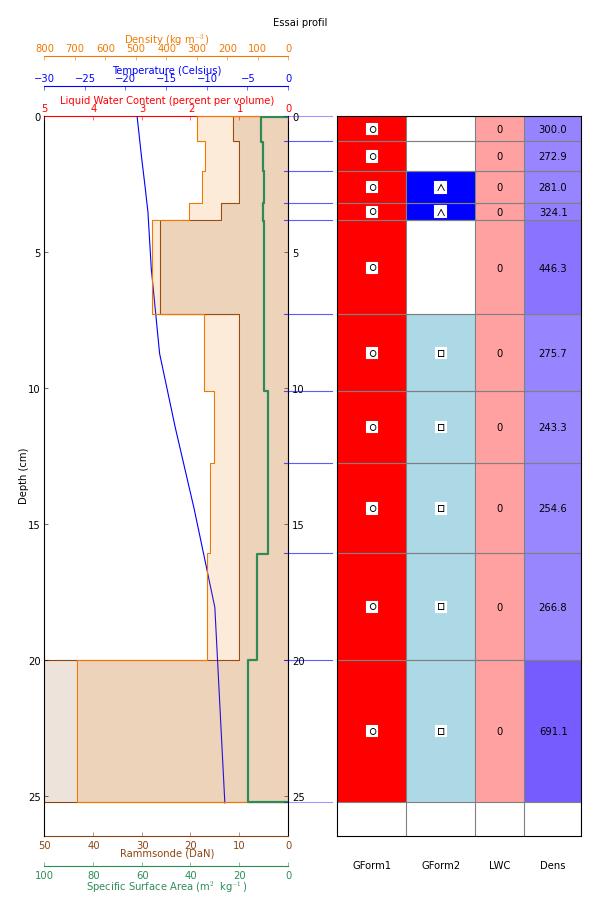 Essai profil
Density (kg m⁻³)
800 700 600 500 400 300 200 100 0
Temperature (Celsius)
−30 −25 −20 −15 −10 −5 0
Liquid Water Content (percent per volume)
5 4 3 2 1 0
0 0 0 300.0
0 272.9
0 281.0
0 324.1
5 5 0 446.3
0 275.7
10 10
0 243.3
Depth (cm)
15 15 0 254.6
0 266.8
20 20
0 691.1
25 25
50 40 30 20 10 0
Rammsonde (DaN)
GForm1 GForm2 LWC Dens
100 80 60 40 20 0
Specific Surface Area (m² kg⁻¹)